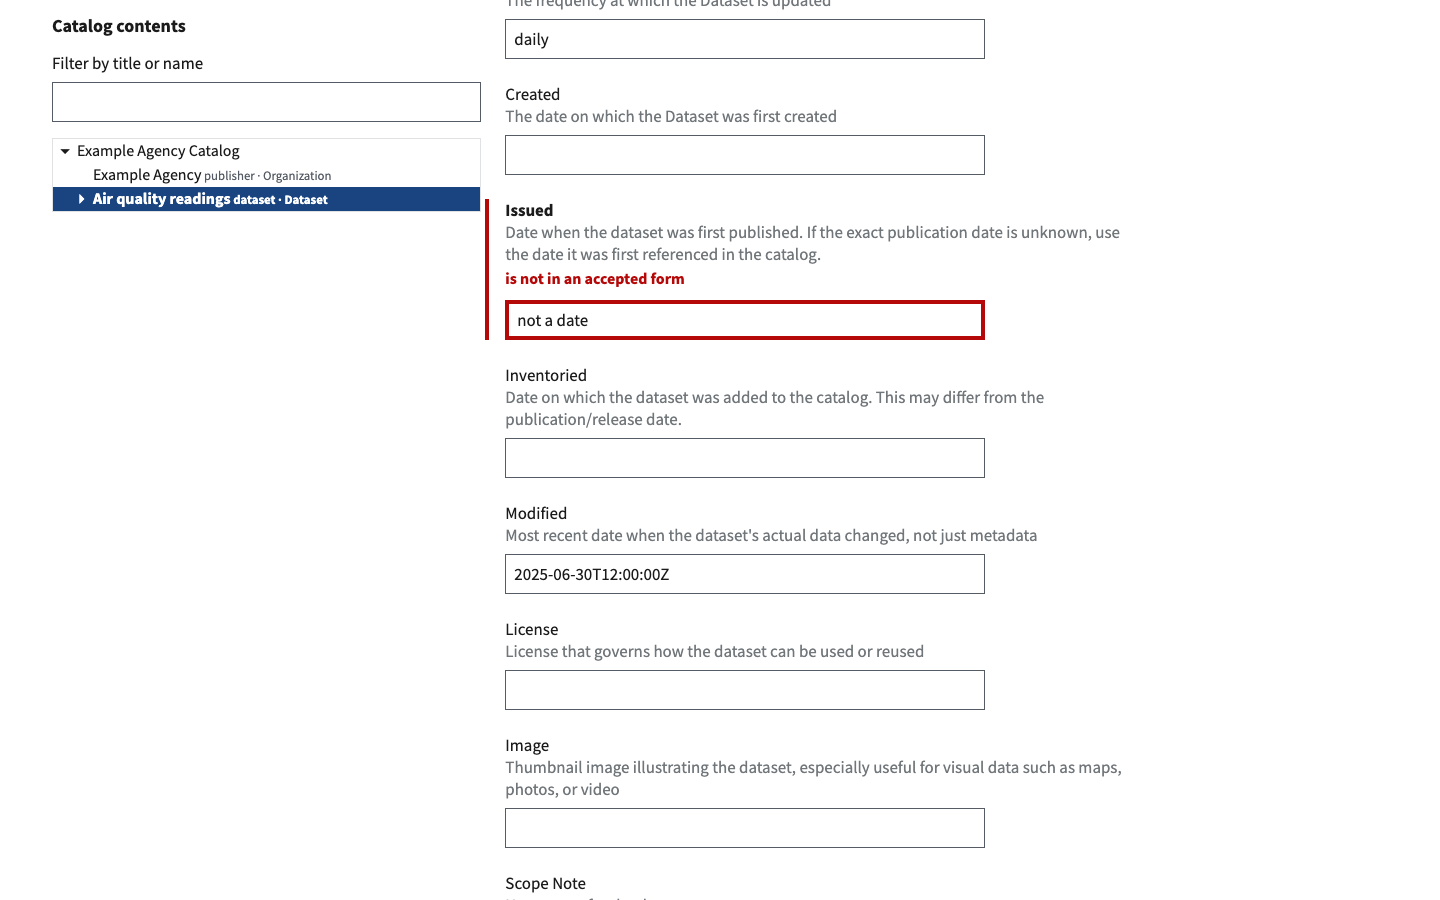 Catalog contents
Filter by title or name
Example Agency Catalog
Example Agency publisher · Organization
Air quality readings dataset · Dataset
The frequency at which the Dataset is updated
daily
Created
The date on which the Dataset was first created
Issued
Date when the dataset was first published. If the exact publication date is unknown, use
the date it was first referenced in the catalog.
is not in an accepted form
not a date
Inventoried
Date on which the dataset was added to the catalog. This may differ from the
publication/release date.
Modified
Most recent date when the dataset's actual data changed, not just metadata
2025-06-30T12:00:00Z
License
License that governs how the dataset can be used or reused
Image
Thumbnail image illustrating the dataset, especially useful for visual data such as maps,
photos, or video
Scope Note